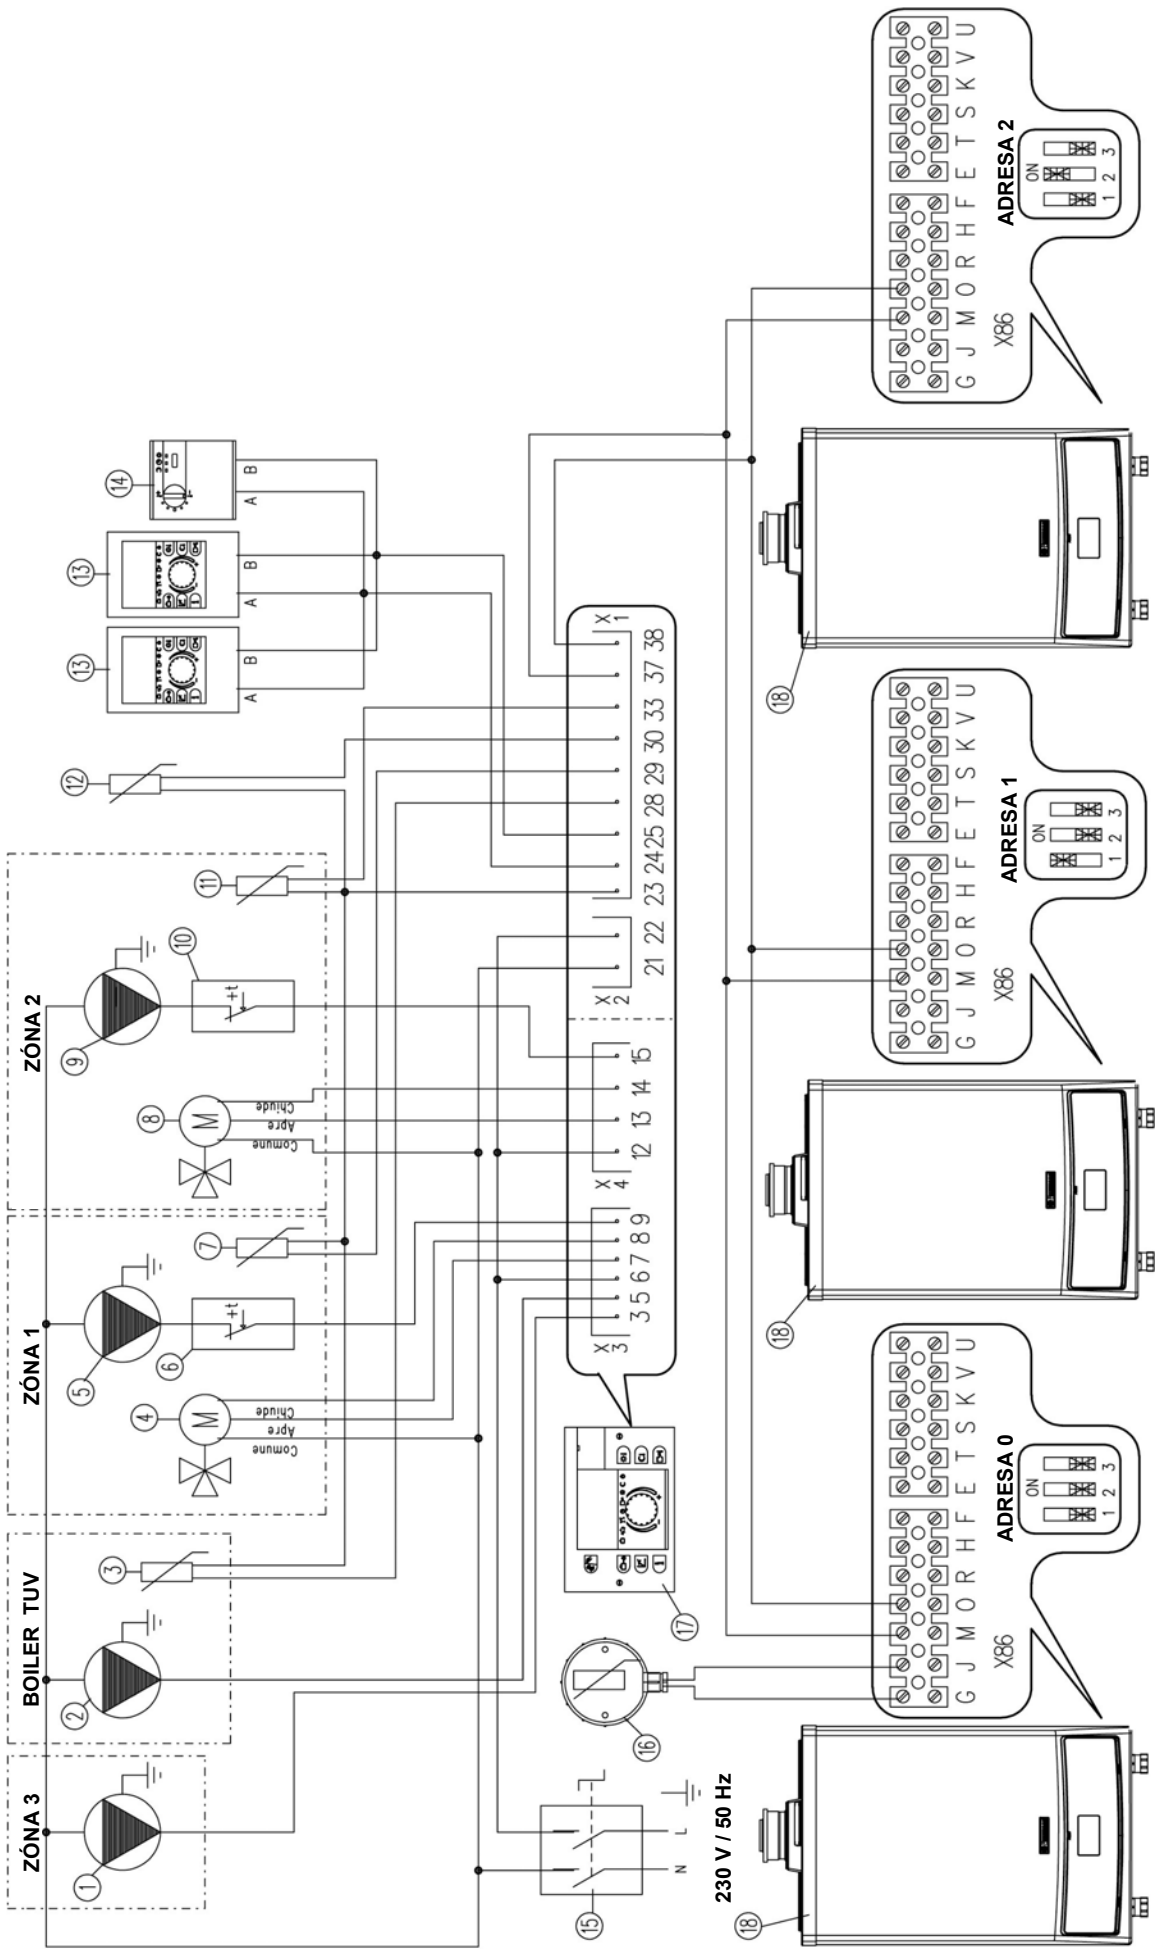 ZÓNA 3
BOILER TUV
ZÓNA 1
ZÓNA 2
1
2
3
4
5
6
7
8
9
10
11
12
13
13
14
M
Comune
Apre
Chiude
+t
M
Comune
Apre
Chiude
+t
A B
A B
A B
X3 3 5 6 7 8 9
X4 12 13 14 15
X2 21 22
23 24 25 28 29 30 33 37 38 X1
15
N L
230 V / 50 Hz
16
17
18
G J M O R H F E T S K V U
X86
ADRESA 0
ON
1 2 3
18
G J M O R H F E T S K V U
X86
ADRESA 1
ON
1 2 3
18
G J M O R H F E T S K V U
X86
ADRESA 2
ON
1 2 3